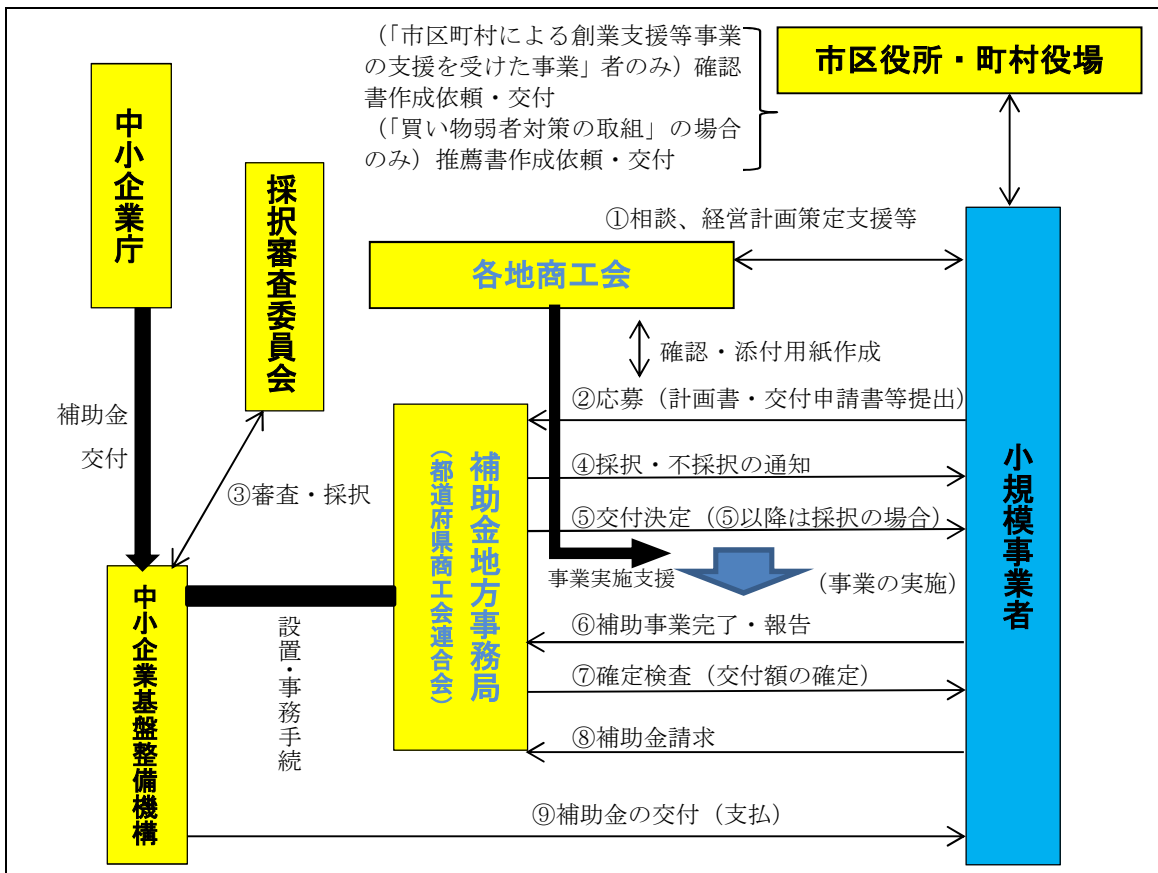 （「市区町村による創業支援等事業
の支援を受けた事業」者のみ）確認
書作成依頼・交付
（「買い物弱者対策の取組」の場合
のみ）推薦書作成依頼・交付
市区役所・町村役場
中小企業庁
採択審査委員会
①相談、経営計画策定支援等
各地商工会
確認・添付用紙作成
②応募（計画書・交付申請書等提出）
補助金
交付
③審査・採択
補助金地方事務局
（都道府県商工会連合会）
④採択・不採択の通知
⑤交付決定（⑤以降は採択の場合）
事業実施支援
（事業の実施）
小規模事業者
中小企業基盤整備機構
設置・事務手続
⑥補助事業完了・報告
⑦確定検査（交付額の確定）
⑧補助金請求
⑨補助金の交付（支払）